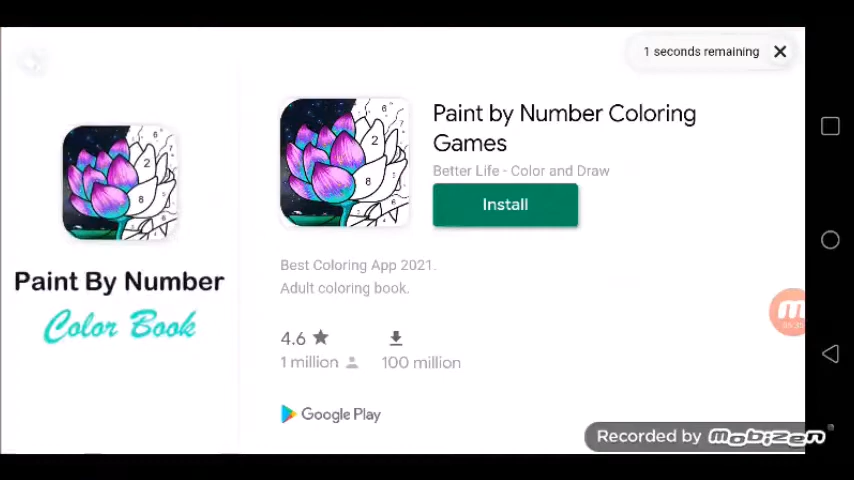 1 seconds remaining
Paint by Number Coloring
Games
Better Life - Color and Draw
Install
Paint By Number
Color Book
Best Coloring App 2021.
Adult coloring book.
4.6
1 million
100 million
Google Play
Recorded by Mobizen